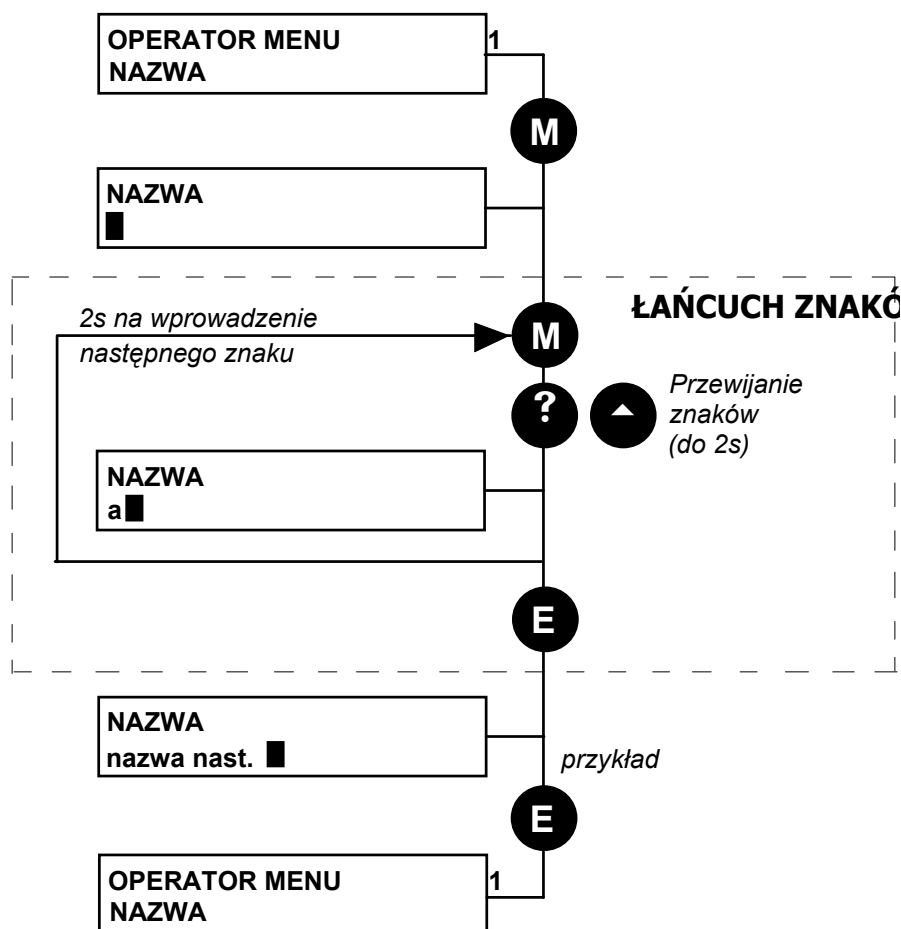 OPERATOR MENU
NAZWA
1
M
NAZWA
ŁAŃCUCH ZNAKÓ
2s na wprowadzenie
następnego znaku
M
?
Przewijanie
znaków
(do 2s)
NAZWA
a
E
NAZWA
nazwa nast.
przykład
E
OPERATOR MENU
NAZWA
1